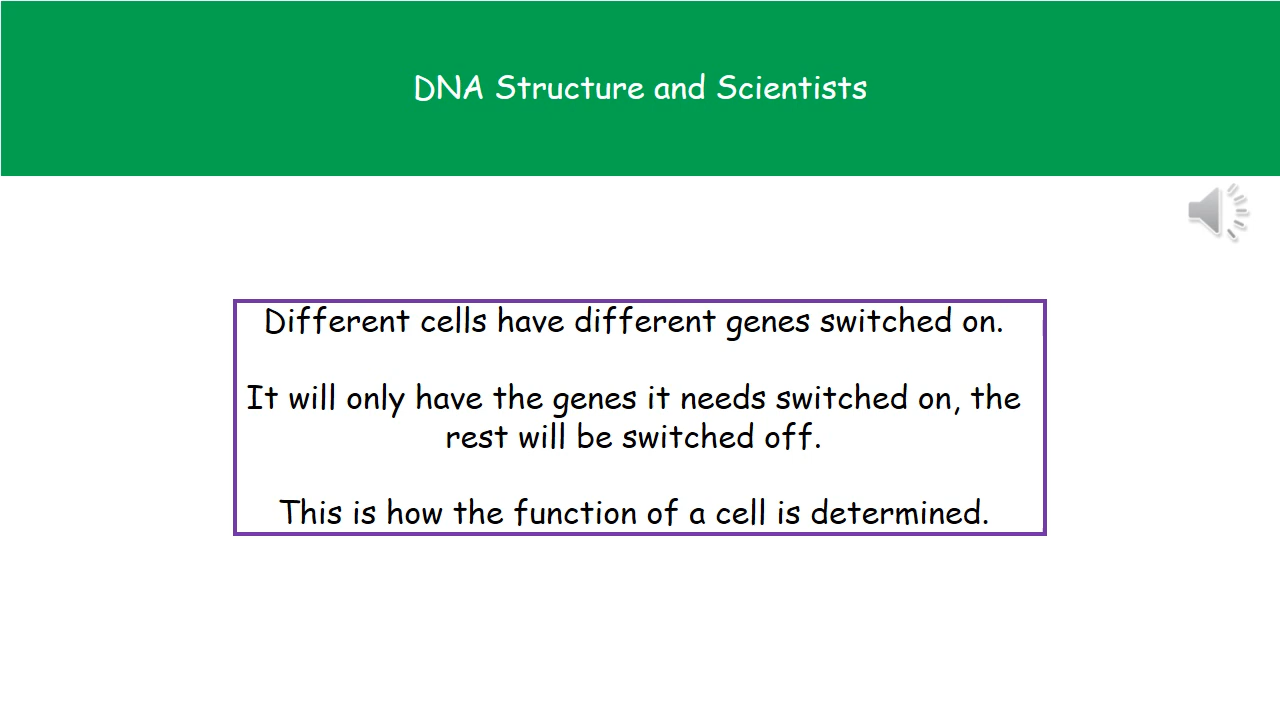 DNA Structure and Scientists
Different cells have different genes switched on.
It will only have the genes it needs switched on, the
rest will be switched off.
This is how the function of a cell is determined.